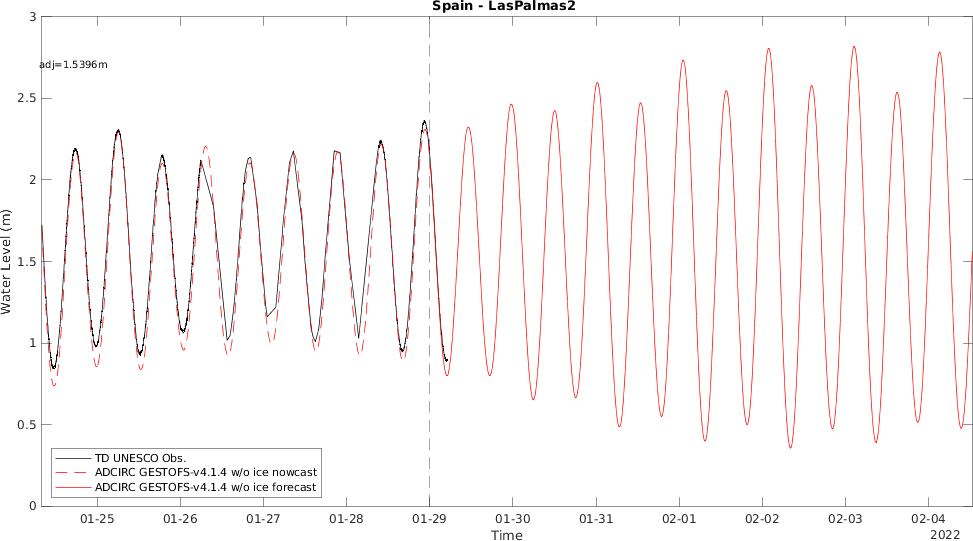 Spain - LasPalmas2
adj=1.5396m
Water Level (m)
3
2.5
2
1.5
1
0.5
0
TD UNESCO Obs.
ADCIRC GESTOFS-v4.1.4 w/o ice nowcast
ADCIRC GESTOFS-v4.1.4 w/o ice forecast
01-25 01-26 01-27 01-28 01-29 01-30 01-31 02-01 02-02 02-03 02-04
Time
2022